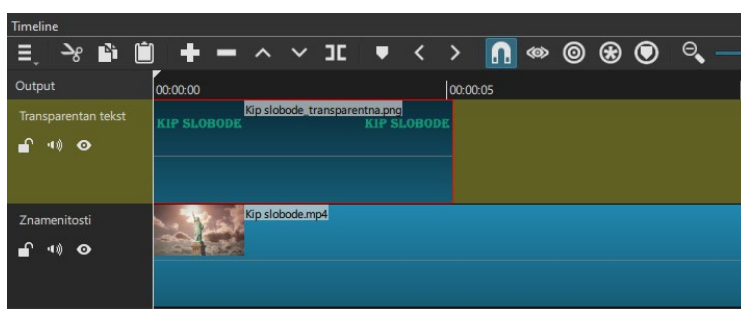 Timeline
Output
00:00:00 00:00:05
Transparentan tekst
Kip slobode_transparentna.png
KIP SLOBODE KIP SLOBODE
Znamenitosti
Kip slobode.mp4